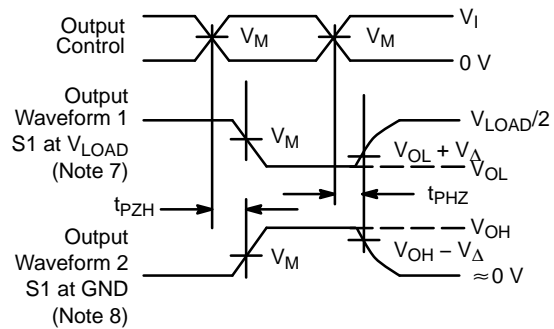 Output
Control
V_M
V_M
V_I
0 V
Output
Waveform 1
S1 at V_LOAD
(Note 7)
V_M
V_LOAD/2
V_OL + V_Δ
V_OL
t_PZH
t_PHZ
Output
Waveform 2
S1 at GND
(Note 8)
V_M
V_OH
V_OH − V_Δ
≈0 V